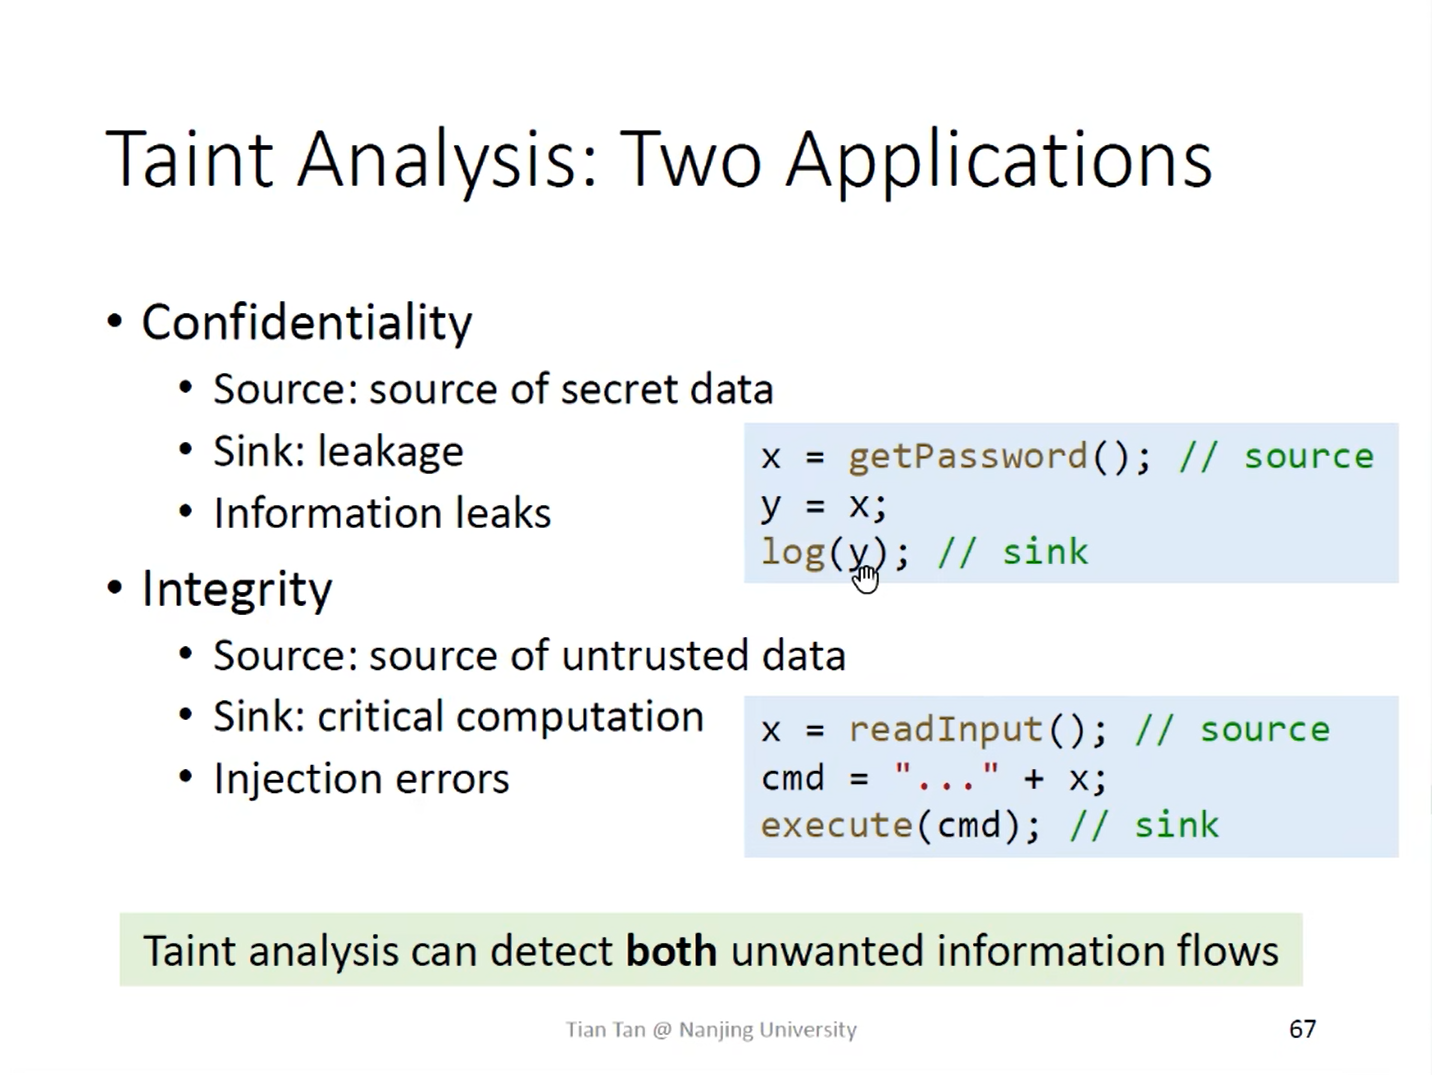 Taint Analysis: Two Applications
• Confidentiality
• Source: source of secret data
• Sink: leakage
• Information leaks
x = getPassword(); // source
y = x;
log(y); // sink
• Integrity
• Source: source of untrusted data
• Sink: critical computation
• Injection errors
x = readInput(); // source
cmd = "..." + x;
execute(cmd); // sink
Taint analysis can detect both unwanted information flows
Tian Tan @ Nanjing University
67